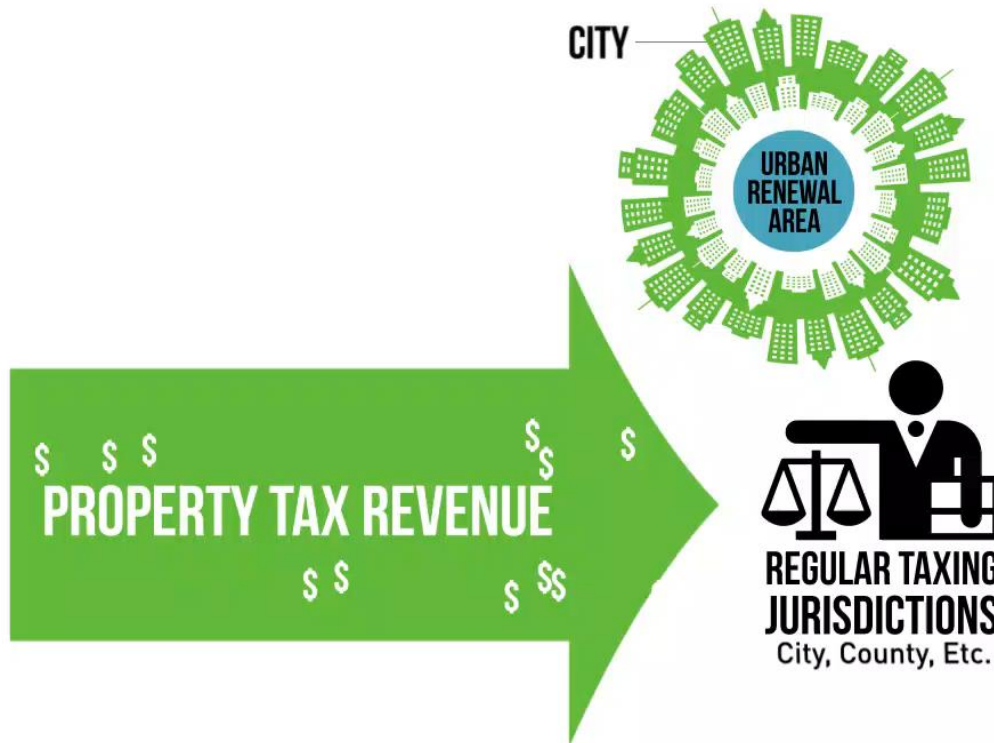 CITY
URBAN
RENEWAL
AREA
$ $ $ $ $ $
PROPERTY TAX REVENUE
$ $ $ $ $
REGULAR TAXING
JURISDICTIONS
City, County, Etc.